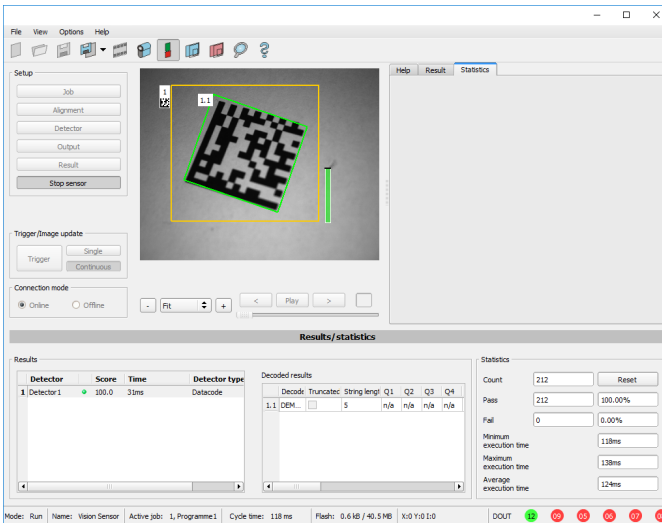 File View Options Help
Setup
Job
Alignment
Detector
Output
Result
Stop sensor
Trigger/Image update
Trigger
Single
Continuous
Connection mode
Online Offline
1
1.1
- Fit + < Play >
Help Result Statistics
Results/statistics
Results
Detector Score Time Detector type
1 Detector1 100.0 31ms Datacode
Decoded results
Decode Truncated String lengt Q1 Q2 Q3 Q4
1.1 DEM... 5 n/a n/a n/a n/a
Statistics
Count 212 Reset
Pass 212 100.00%
Fail 0 0.00%
Minimum
execution time 118ms
Maximum
execution time 138ms
Average
execution time 124ms
Mode: Run Name: Vision Sensor Active job: 1, Programme1 Cycle time: 118 ms Flash: 0.6 kB / 40.5 MB X:0 Y:0 I:0 DOUT 12 09 05 06 07